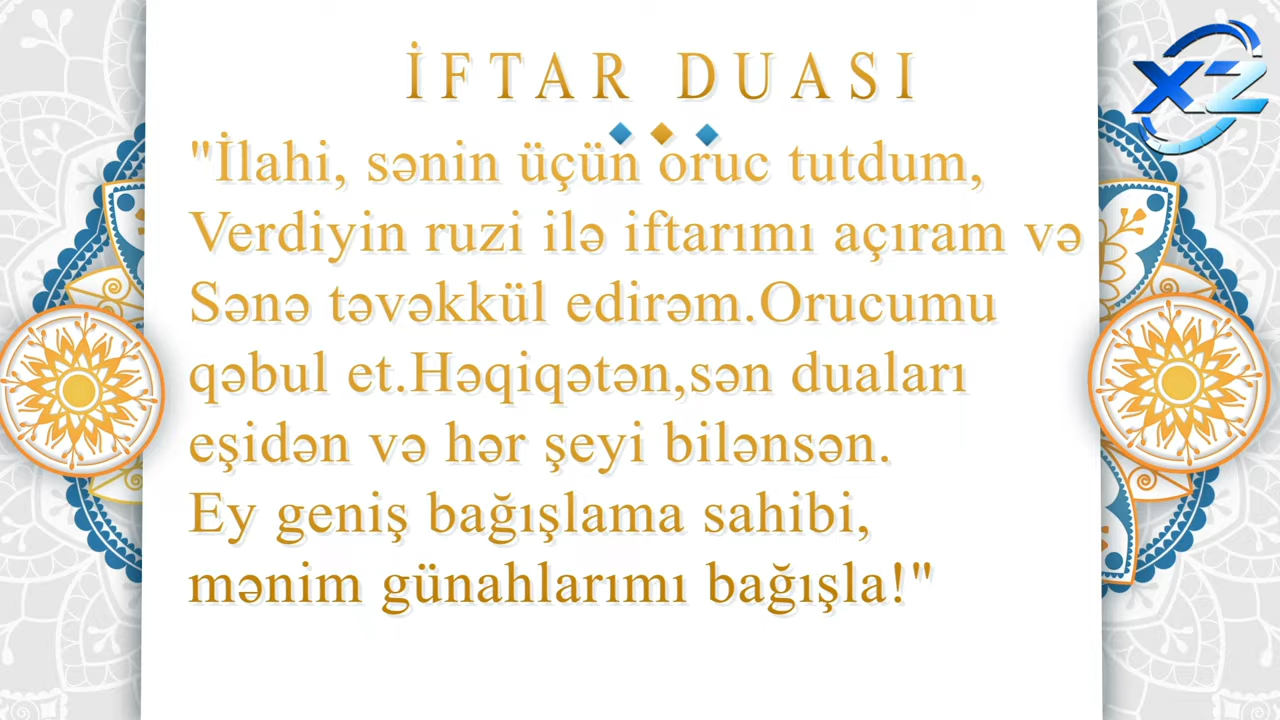 İFTAR DUASI
XZ
"İlahi, sənin üçün oruc tutdum,
Verdiyin ruzi ilə iftarımı açıram və
Sənə təvəkkül edirəm.Orucumu
qəbul et.Həqiqətən,sən duaları
eşidən və hər şeyi bilənsən.
Ey geniş bağışlama sahibi,
mənim günahlarımı bağışla!"